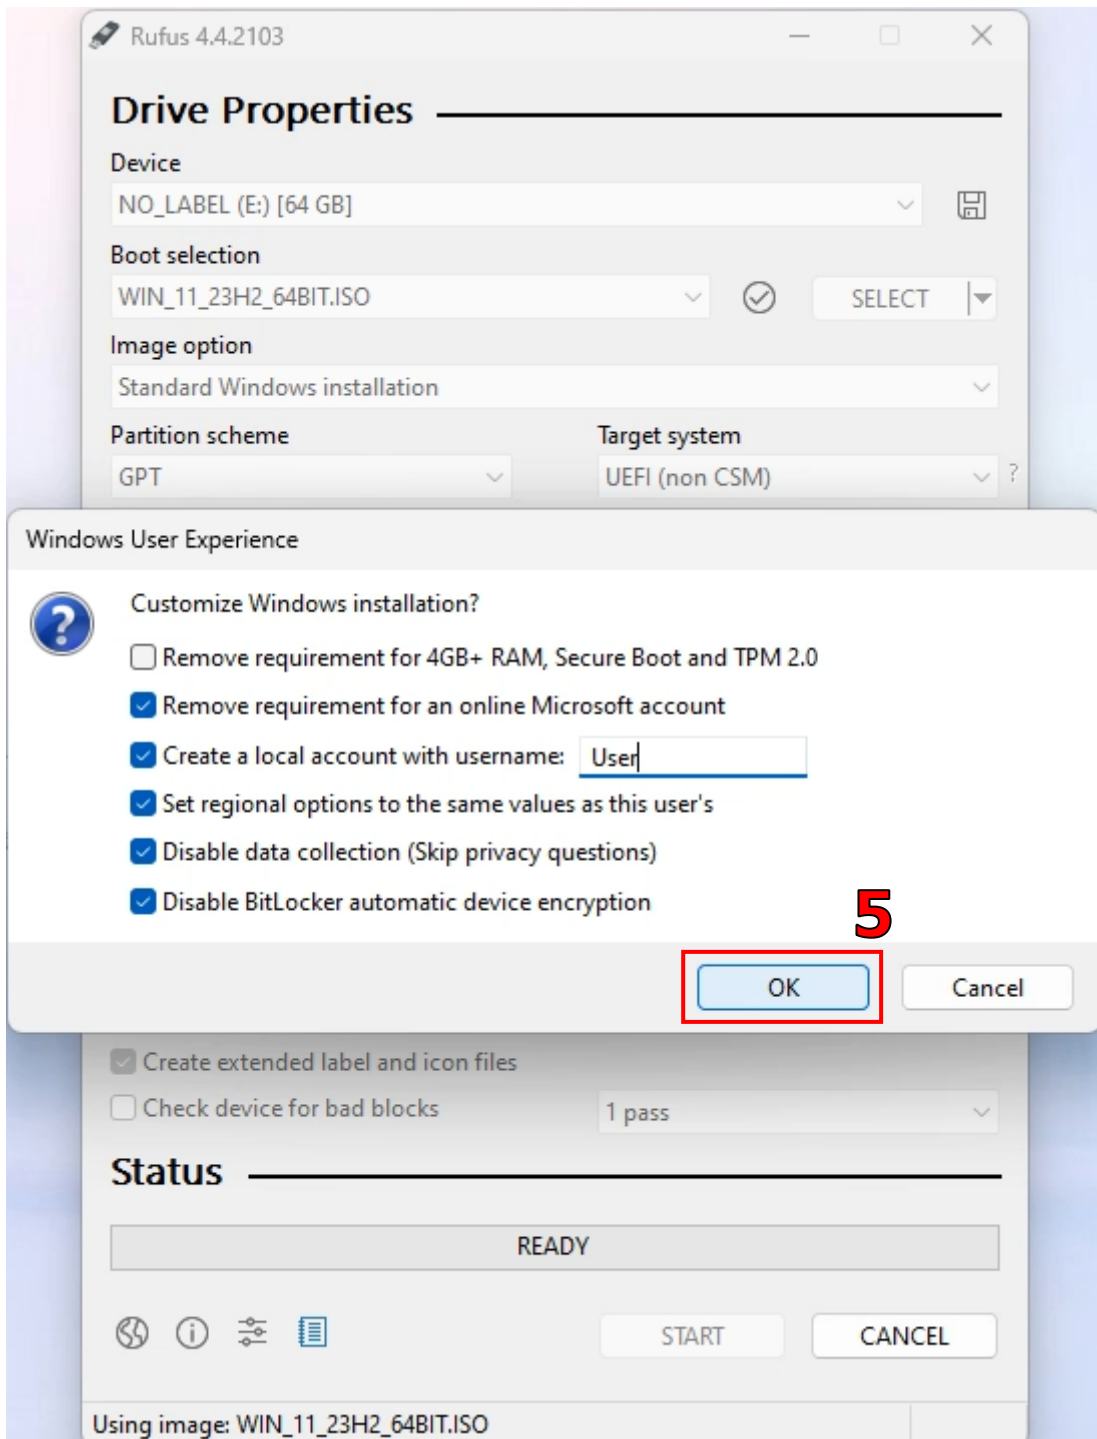 Rufus 4.4.2103
Drive Properties
Device
NO_LABEL (E:) [64 GB]
Boot selection
WIN_11_23H2_64BIT.ISO
SELECT
Image option
Standard Windows installation
Partition scheme
Target system
GPT
UEFI (non CSM)
?
Windows User Experience
?
Customize Windows installation?
Remove requirement for 4GB+ RAM, Secure Boot and TPM 2.0
Remove requirement for an online Microsoft account
Create a local account with username: User
Set regional options to the same values as this user's
Disable data collection (Skip privacy questions)
Disable BitLocker automatic device encryption
5
OK
Cancel
Create extended label and icon files
Check device for bad blocks
1 pass
Status
READY
START
CANCEL
Using image: WIN_11_23H2_64BIT.ISO